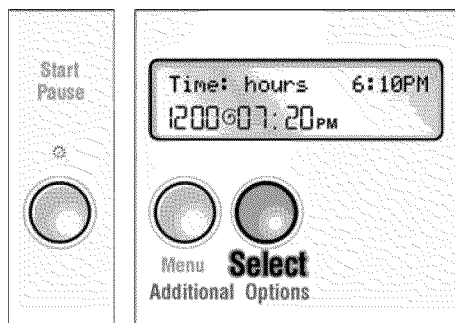 Start
Pause
Time: hours 6:10PM
1200 07:20PM
Menu
Select
Additional Options